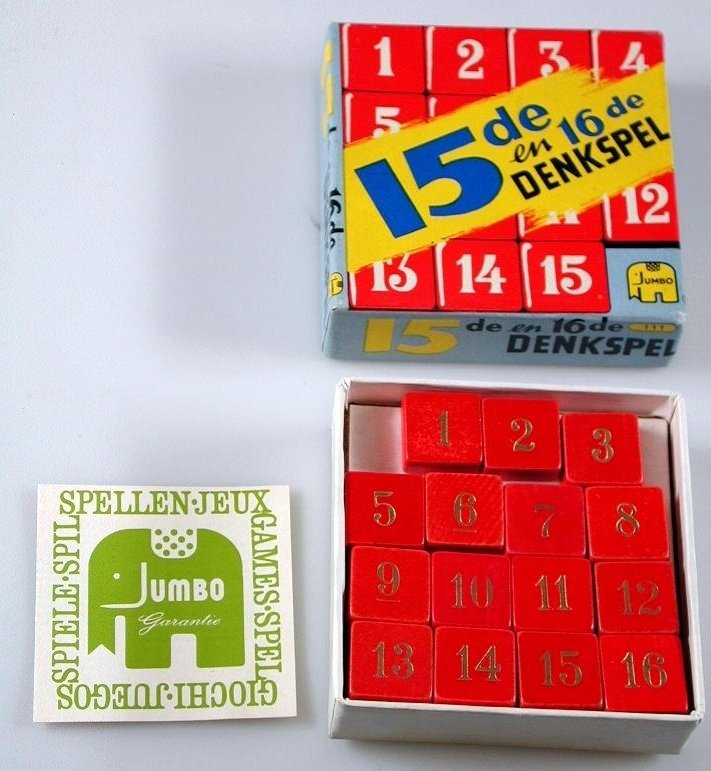 1 2 3 4
5
15 de en 16 de
DENKSPEL
11 12
13 14 15
JUMBO
15 de en 16 de
DENKSPEL
1 2 3
5 6 7 8
9 10 11 12
13 14 15 16
SPELLEN·JEUX
GAMES·SPEL
GIOCHI·JUEGOS
SPIELE·SPIL
JUMBO
Garantie